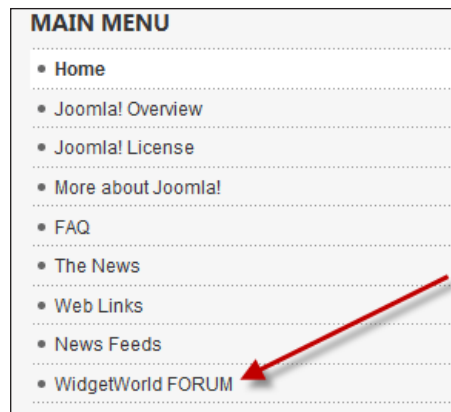 MAIN MENU
Home
Joomla! Overview
Joomla! License
More about Joomla!
FAQ
The News
Web Links
News Feeds
WidgetWorld FORUM